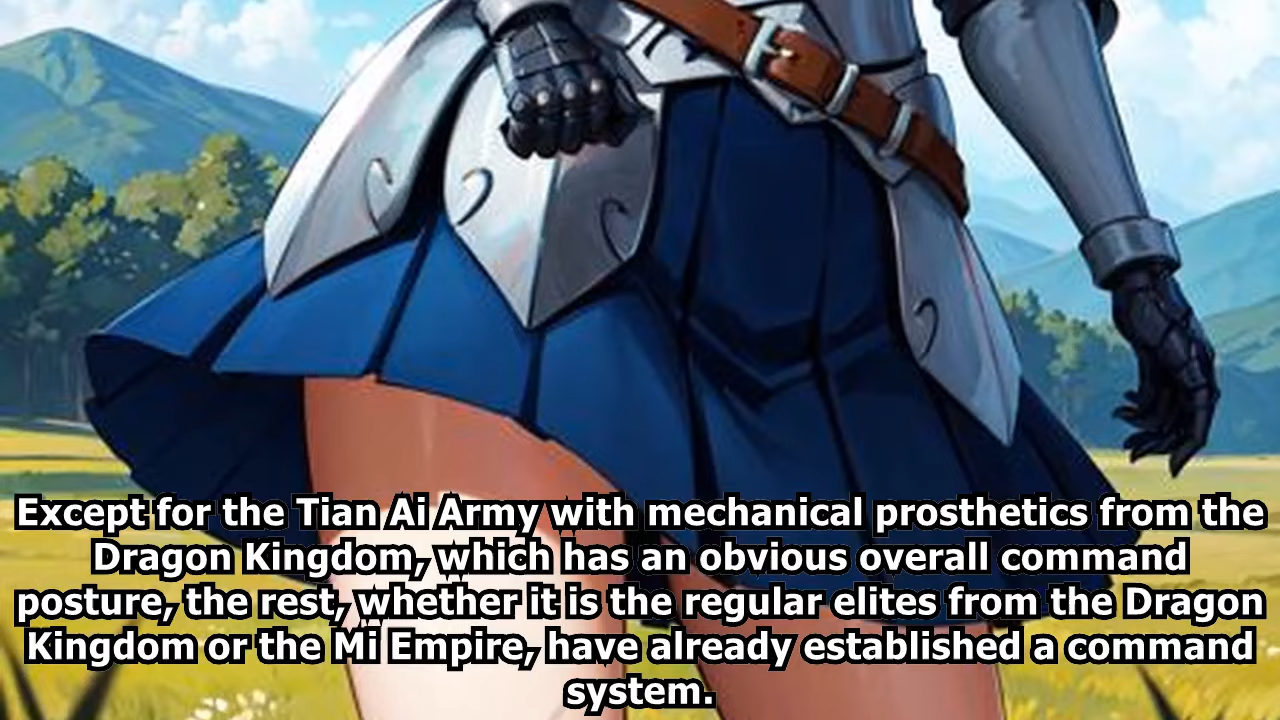 Except for the Tian Ai Army with mechanical prosthetics from the
Dragon Kingdom, which has an obvious overall command
posture, the rest, whether it is the regular elites from the Dragon
Kingdom or the Mi Empire, have already established a command
system.